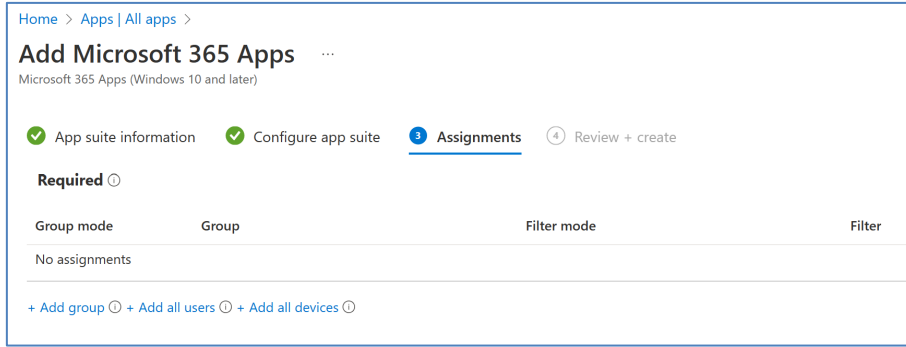 Home > Apps | All apps >
Add Microsoft 365 Apps ...
Microsoft 365 Apps (Windows 10 and later)
App suite information Configure app suite 3 Assignments 4 Review + create
Required
Group mode Group Filter mode Filter
No assignments
+ Add group + Add all users + Add all devices